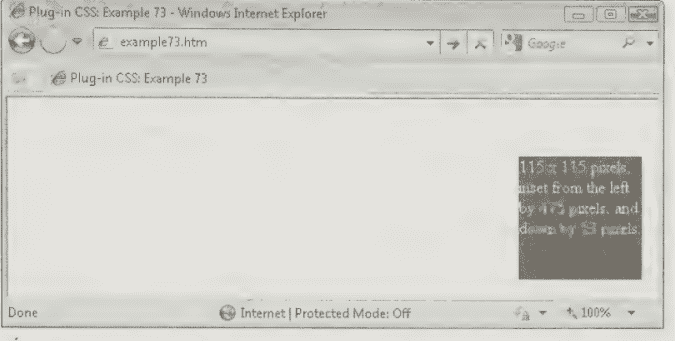 Plug-in CSS: Example 73 - Windows Internet Explorer
example73.htm
Google
Plug-in CSS: Example 73
115 x 115 pixels,
inset from the left
by 475 pixels, and
down by 53 pixels.
Done
Internet | Protected Mode: Off
100%